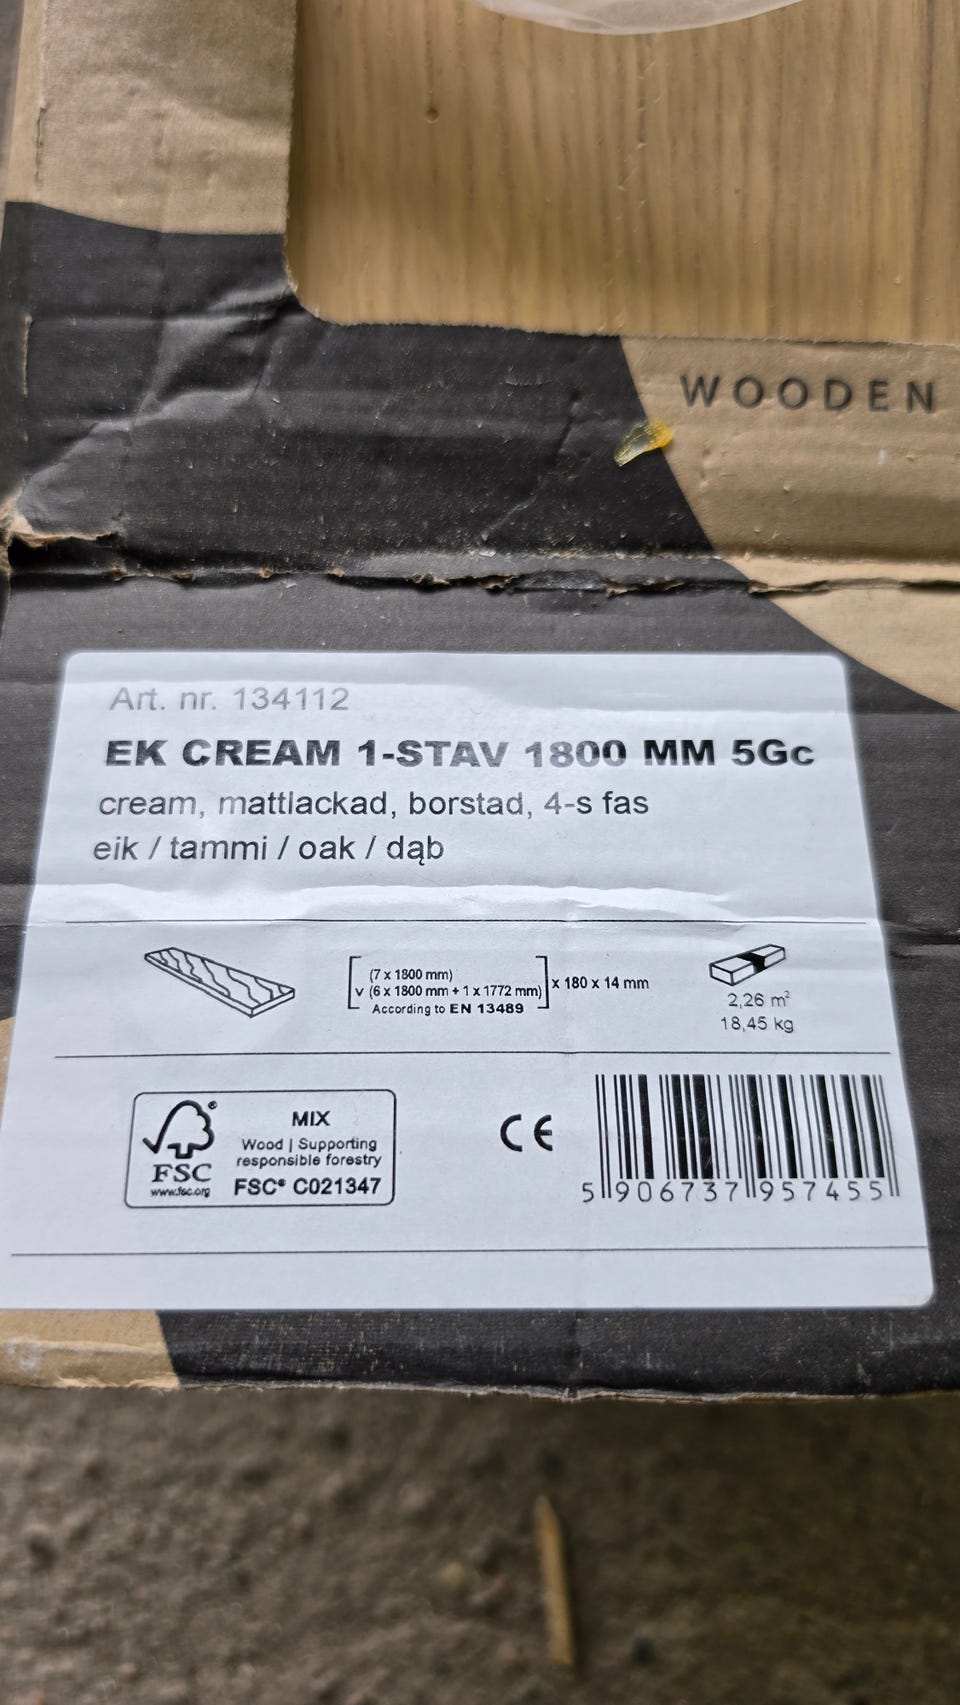 WOODEN
Art. nr. 134112
EK CREAM 1-STAV 1800 MM 5Gc
cream, mattlackad, borstad, 4-s fas
eik / tammi / oak / dąb
(7 x 1800 mm)
v (6 x 1800 mm + 1 x 1772 mm)
According to EN 13489
x 180 x 14 mm
2,26 m²
18,45 kg
FSC®
www.fsc.org
MIX
Wood | Supporting
responsible forestry
FSC® C021347
CE
5 906737 957455